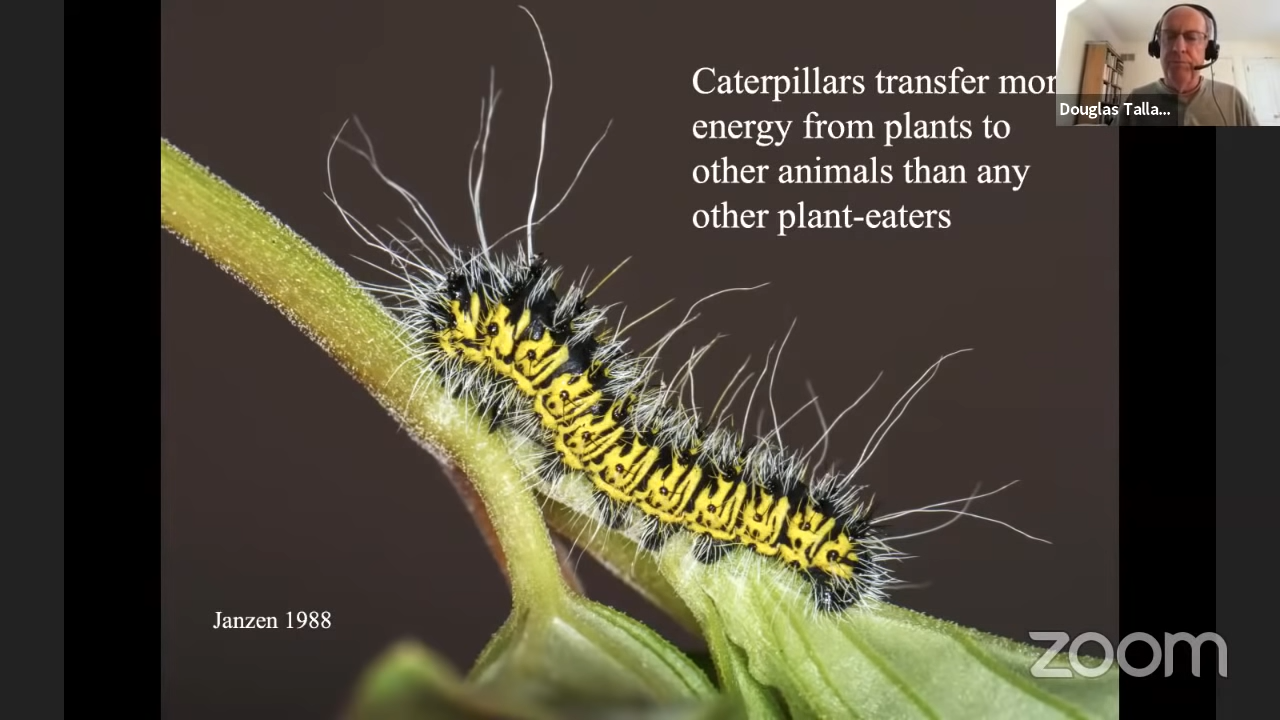 Caterpillars transfer mor
energy from plants to
other animals than any
other plant-eaters
Douglas Talla...
Janzen 1988
zoom